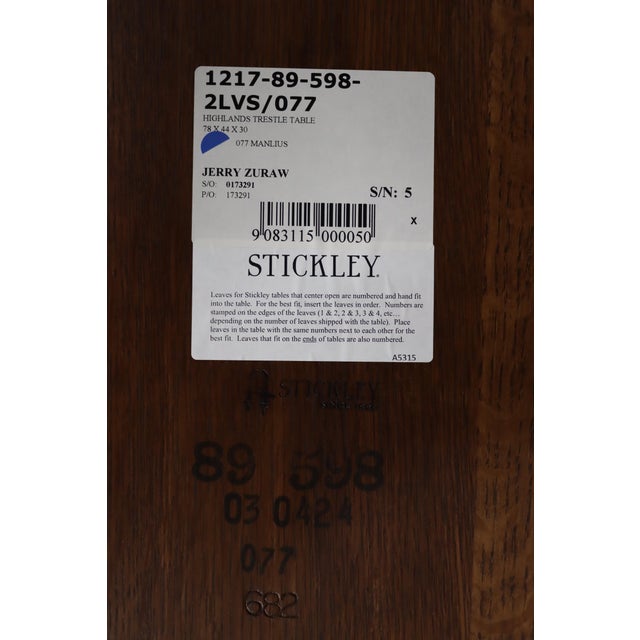 1217-89-598-
2LVS/077
HIGHLANDS TRESTLE TABLE
78 X 44 X 30
077 MANLIUS
JERRY ZURAW
S/O: 0173291
P/O: 173291
S/N: 5
x
9 083115 000050
STICKLEY
Leaves for Stickley tables that center open are numbered and hand fit
into the table. For the best fit, insert the leaves in order. Numbers are
stamped on the edges of the leaves (1 & 2, 2 & 3, 3 & 4, etc…
depending on the number of leaves shipped with the table). Place
leaves in the table with the same numbers next to each other for the
best fit. Leaves that fit on the ends of tables are also numbered.
A5315
STICKLEY
89 598
03 0424
077
682